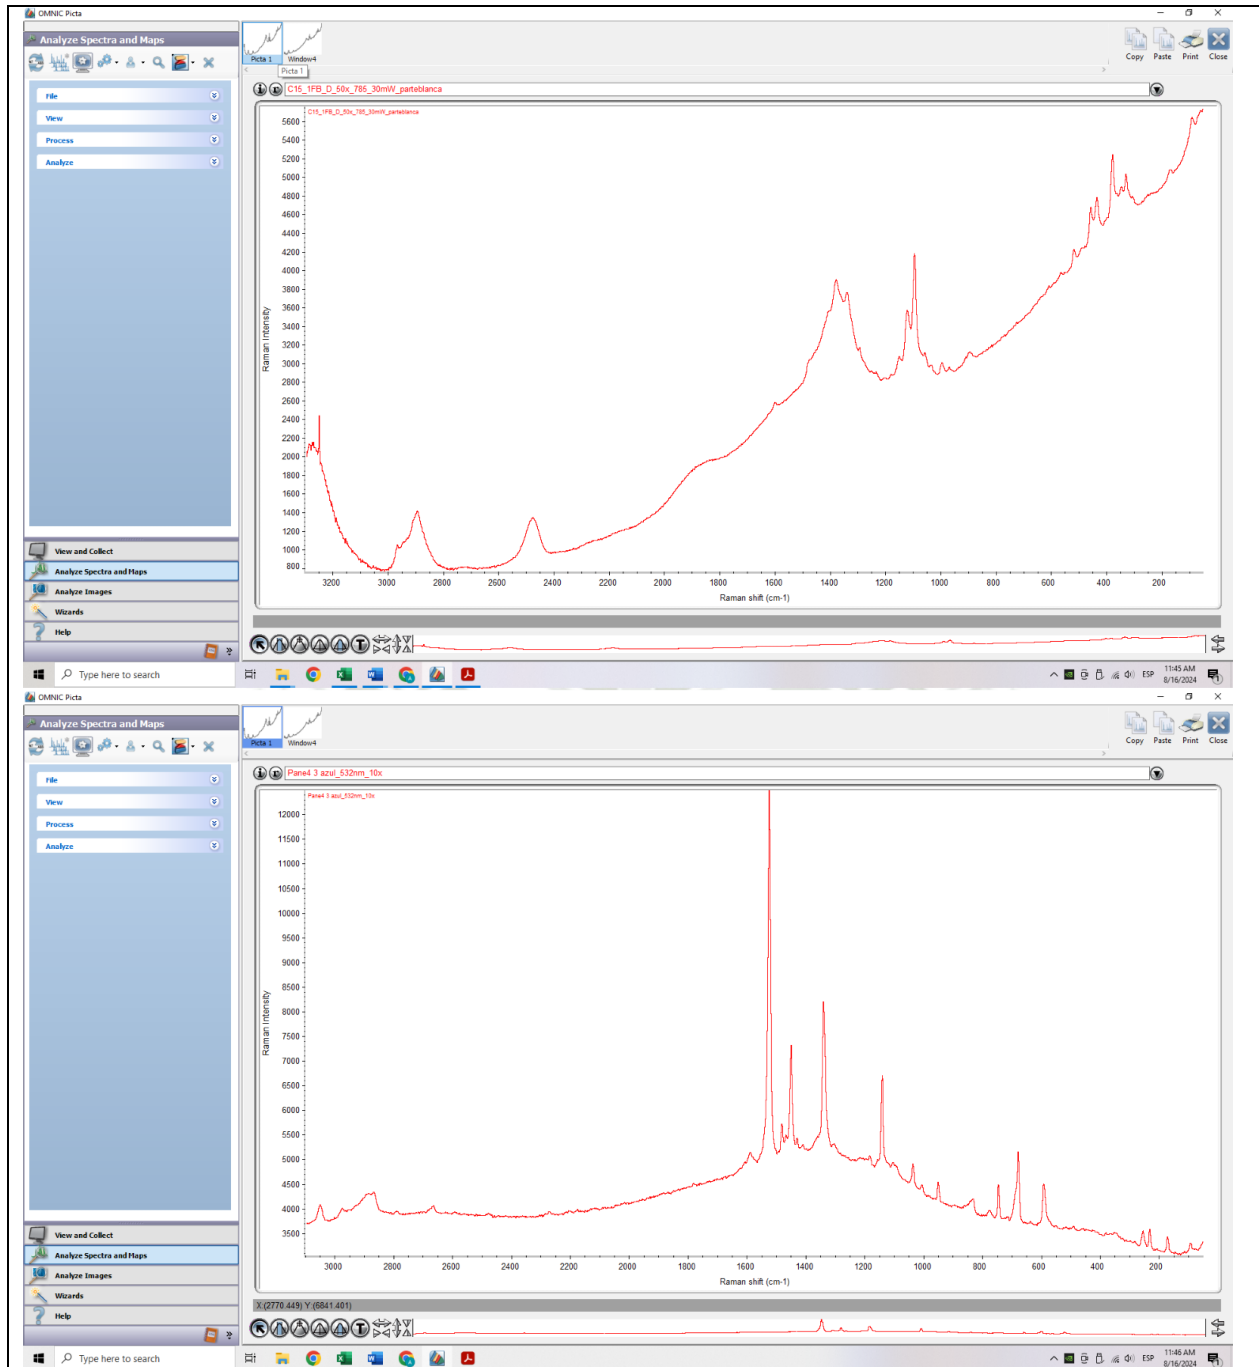 OMNIC Picta
Analyze Spectra and Maps
File
View
Process
Analyze
View and Collect
Analyze Spectra and Maps
Analyze Images
Wizards
Help
Picta 1
Window4
Picta 1
Copy
Paste
Print
Close
C15_1FB_D_50x_785_30mW_parteblanca
C15_1FB_D_50x_785_30mW_parteblanca
5600
5400
5200
5000
4800
4600
4400
4200
4000
3800
3600
3400
3200
3000
2800
2600
2400
2200
2000
1800
1600
1400
1200
1000
800
Raman Intensity
3200 3000 2800 2600 2400 2200 2000 1800 1600 1400 1200 1000 800 600 400 200
Raman shift (cm-1)
Type here to search
ESP
11:45 AM
8/16/2024
OMNIC Picta
Analyze Spectra and Maps
File
View
Process
Analyze
View and Collect
Analyze Spectra and Maps
Analyze Images
Wizards
Help
Picta 1
Window4
Copy
Paste
Print
Close
Pane4 3 azul_532nm_10x
Pane4 3 azul_532nm_10x
12000
11500
11000
10500
10000
9500
9000
8500
8000
7500
7000
6500
6000
5500
5000
4500
4000
3500
Raman Intensity
3000 2800 2600 2400 2200 2000 1800 1600 1400 1200 1000 800 600 400 200
Raman shift (cm-1)
X:(2770.449) Y:(6841.401)
Type here to search
ESP
11:46 AM
8/16/2024